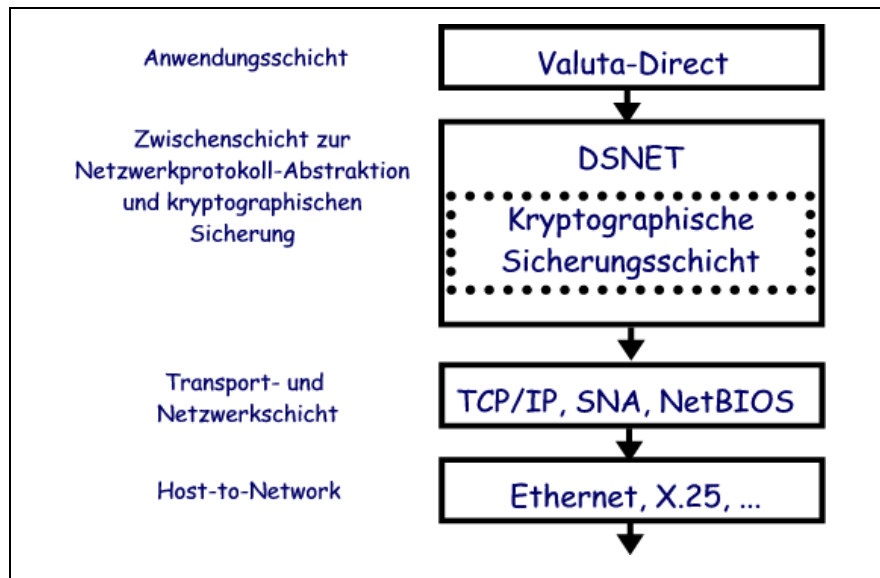 Anwendungsschicht
Valuta-Direct
Zwischenschicht zur
Netzwerkprotokoll-Abstraktion
und kryptographischen
Sicherung
DSNET
Kryptographische
Sicherungsschicht
Transport- und
Netzwerkschicht
TCP/IP, SNA, NetBIOS
Host-to-Network
Ethernet, X.25, ...